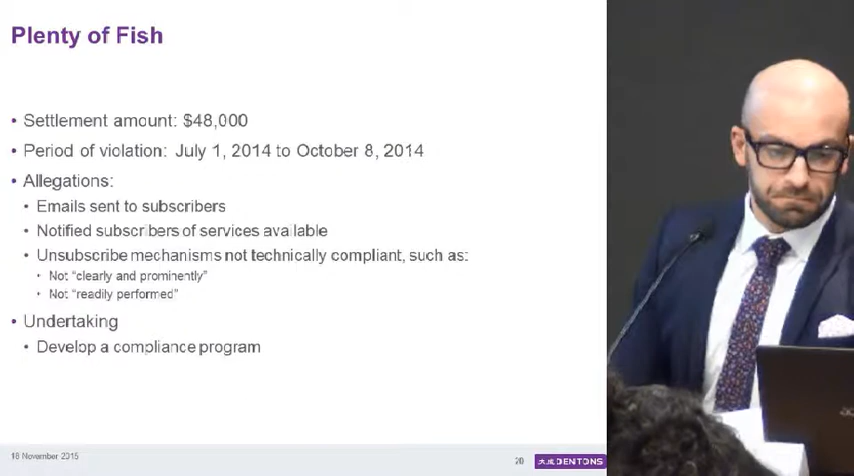 Plenty of Fish
• Settlement amount: $48,000
• Period of violation: July 1, 2014 to October 8, 2014
• Allegations:
• Emails sent to subscribers
• Notified subscribers of services available
• Unsubscribe mechanisms not technically compliant, such as:
• Not “clearly and prominently”
• Not “readily performed”
• Undertaking
• Develop a compliance program
18 November 2015
20
大成 DENTONS